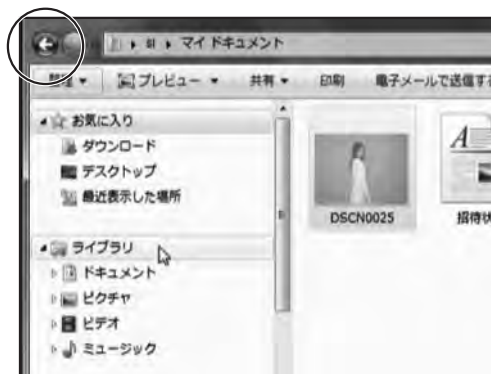 マイ ドキュメント
プレビュー 共有 印刷 電子メールで送信する
お気に入り
ダウンロード
デスクトップ
最近表示した場所
DSCN0025
招待状
ライブラリ
ドキュメント
ピクチャ
ビデオ
ミュージック